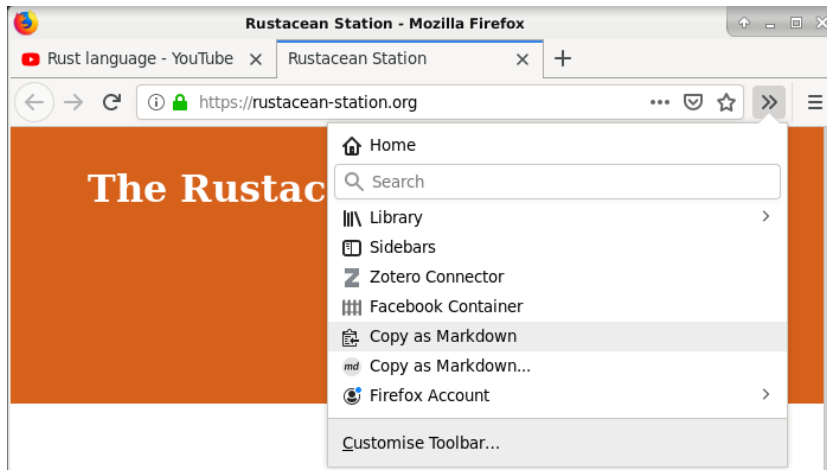 Rustacean Station - Mozilla Firefox
Rust language - YouTube
Rustacean Station
https://rustacean-station.org
The Rustac
Home
Search
Library
Sidebars
Zotero Connector
Facebook Container
Copy as Markdown
md Copy as Markdown...
Firefox Account
Customise Toolbar...